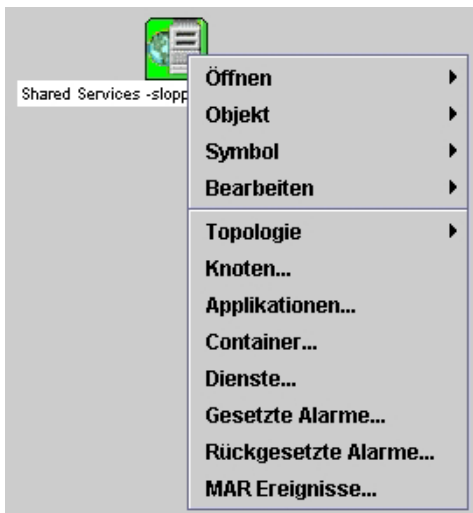 Shared Services -slopp
Öffnen
Objekt
Symbol
Bearbeiten
Topologie
Knoten...
Applikationen...
Container...
Dienste...
Gesetzte Alarme...
Rückgesetzte Alarme...
MAR Ereignisse...